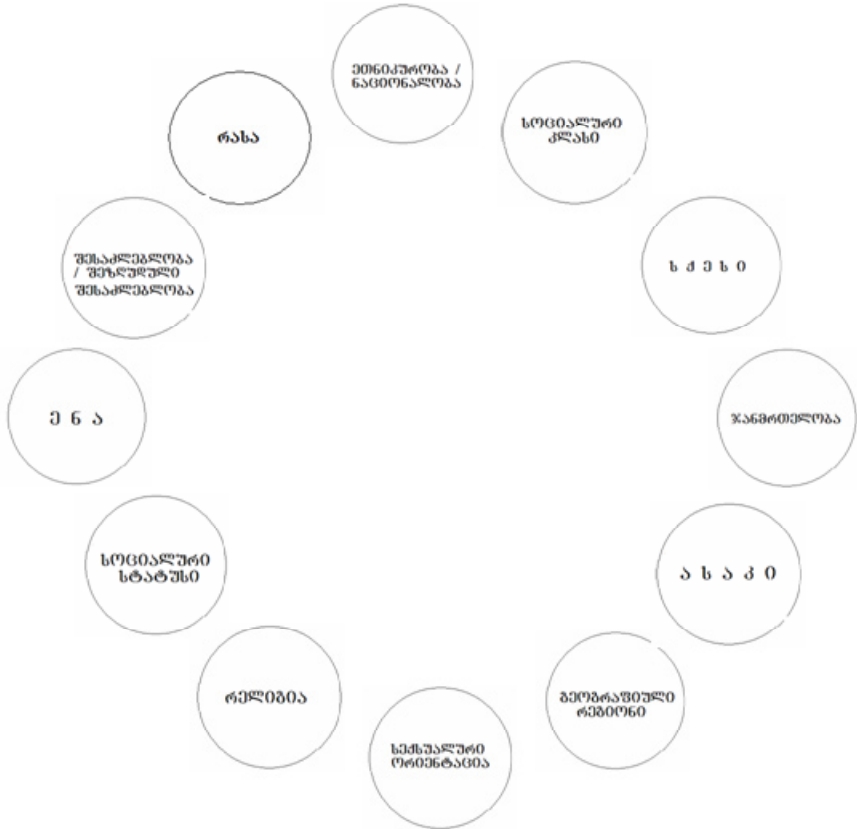 ეთნიკურობა /
ნაციონალობა
სოციალური
კლასი
ს ქ ე ს ი
ჯანმრთელობა
ა ს ა კ ი
გეოგრაფიული
რეგიონი
სექსუალური
ორიენტაცია
რელიგია
სოციალური
სტატუსი
ე ნ ა
შესაძლებლობა
/ შეზღუდული
შესაძლებლობა
რასა